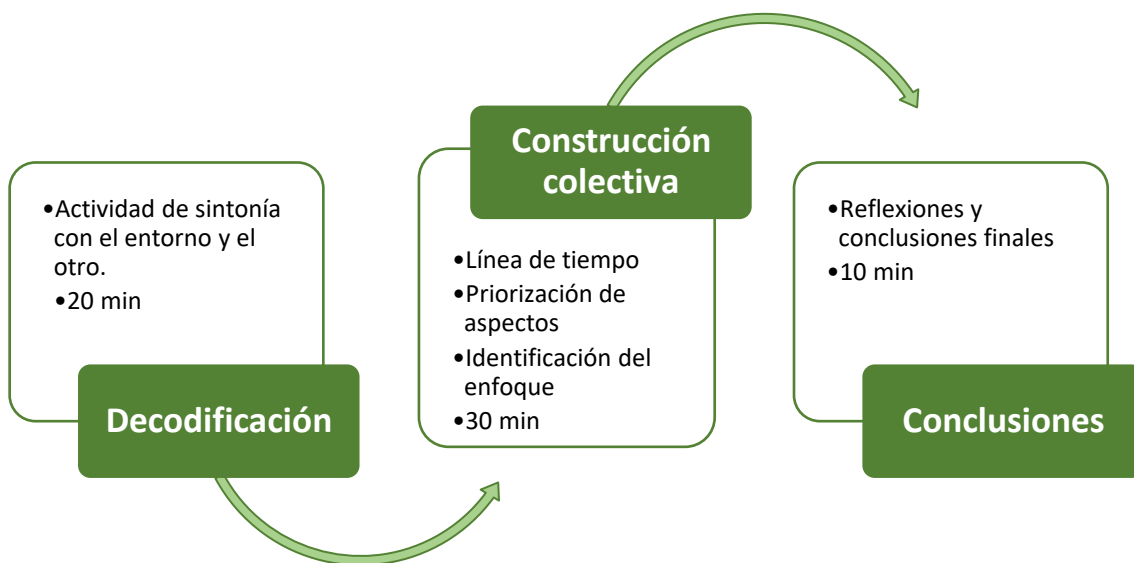 •Actividad de sintonía
con el entorno y el
otro.
•20 min
Decodificación
Construcción
colectiva
•Línea de tiempo
•Priorización de
aspectos
•Identificación del
enfoque
•30 min
•Reflexiones y
conclusiones finales
•10 min
Conclusiones